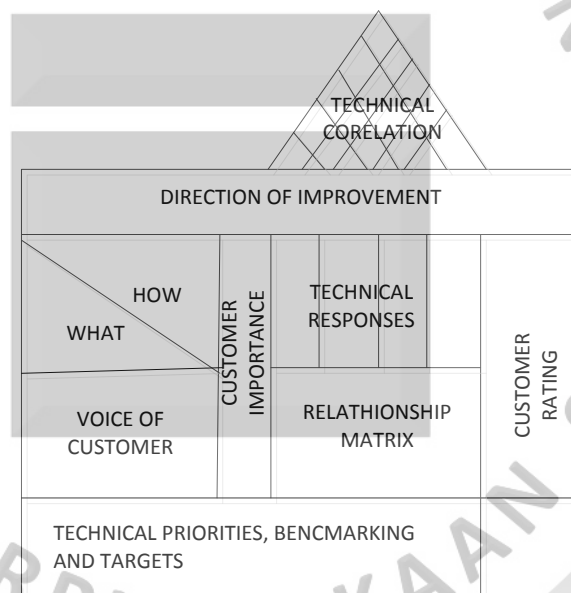 TECHNICAL
CORELATION
DIRECTION OF IMPROVEMENT
HOW
WHAT
CUSTOMER
IMPORTANCE
TECHNICAL
RESPONSES
CUSTOMER
RATING
VOICE OF
CUSTOMER
RELATHIONSHIP
MATRIX
TECHNICAL PRIORITIES, BENCMARKING
AND TARGETS